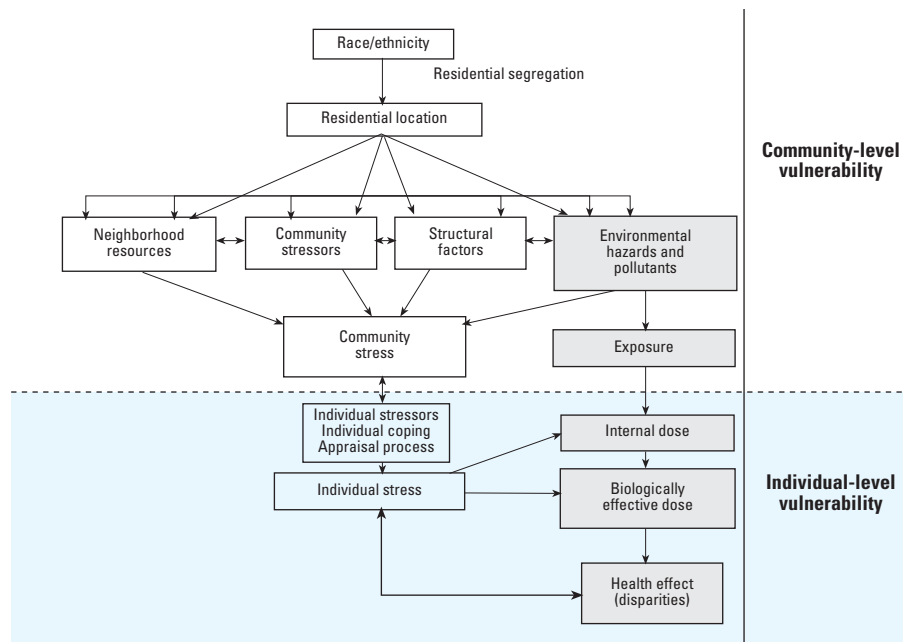 Race/ethnicity
Residential segregation
Residential location
Community-level
vulnerability
Neighborhood
resources
Community
stressors
Structural
factors
Environmental
hazards and
pollutants
Community
stress
Exposure
Individual stressors
Individual coping
Appraisal process
Internal dose
Individual stress
Biologically
effective dose
Individual-level
vulnerability
Health effect
(disparities)